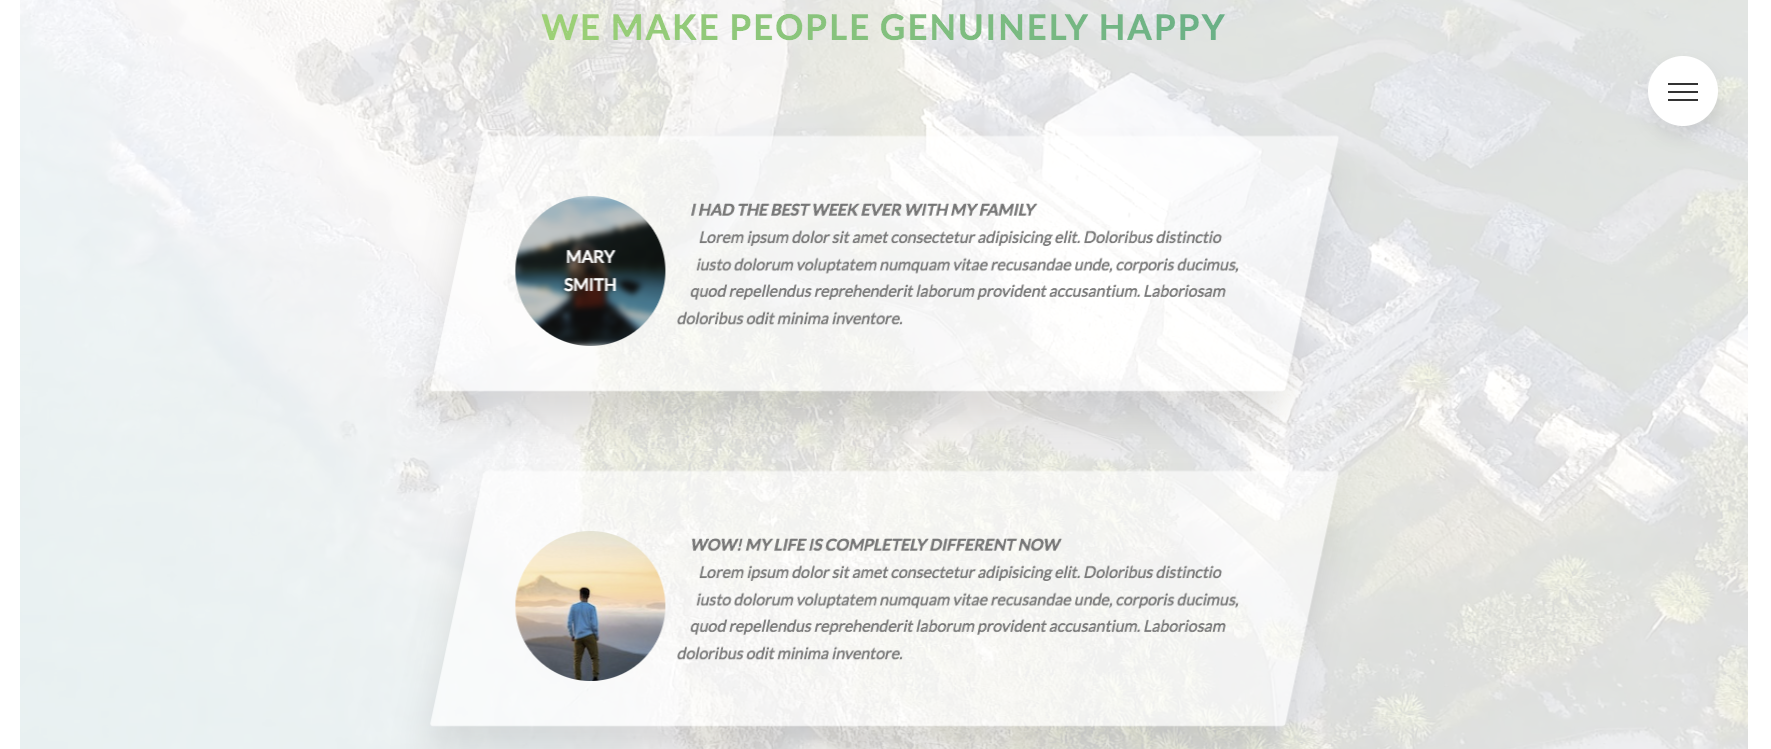 WE MAKE PEOPLE GENUINELY HAPPY
MARY
SMITH
I HAD THE BEST WEEK EVER WITH MY FAMILY
Lorem ipsum dolor sit amet consectetur adipisicing elit. Doloribus distinctio
iusto dolorum voluptatem numquam vitae recusandae unde, corporis ducimus,
quod repellendus reprehenderit laborum provident accusantium. Laboriosam
doloribus odit minima inventore.
WOW! MY LIFE IS COMPLETELY DIFFERENT NOW
Lorem ipsum dolor sit amet consectetur adipisicing elit. Doloribus distinctio
iusto dolorum voluptatem numquam vitae recusandae unde, corporis ducimus,
quod repellendus reprehenderit laborum provident accusantium. Laboriosam
doloribus odit minima inventore.